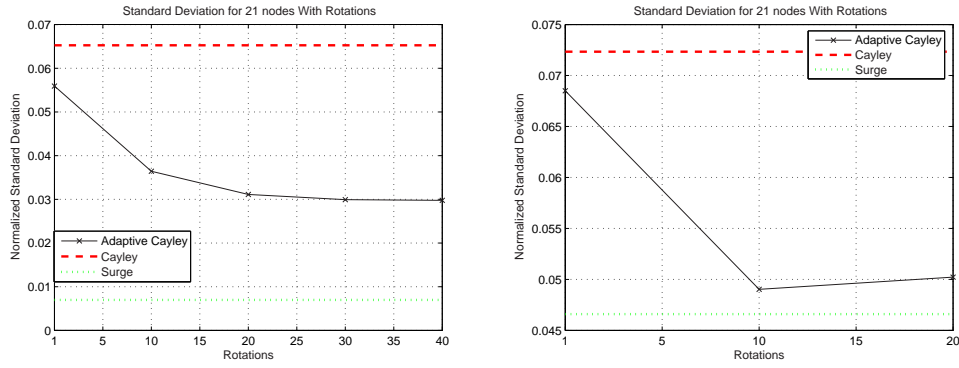 Standard Deviation for 21 nodes With Rotations
0.07
0.06
0.05
0.04
0.03
0.02
0.01
0
Normalized Standard Deviation
Adaptive Cayley
Cayley
Surge
1 5 10 15 20 25 30 35 40
Rotations
Standard Deviation for 21 nodes With Rotations
0.075
0.07
0.065
0.06
0.055
0.05
0.045
Normalized Standard Deviation
Adaptive Cayley
Cayley
Surge
1 5 10 15 20
Rotations